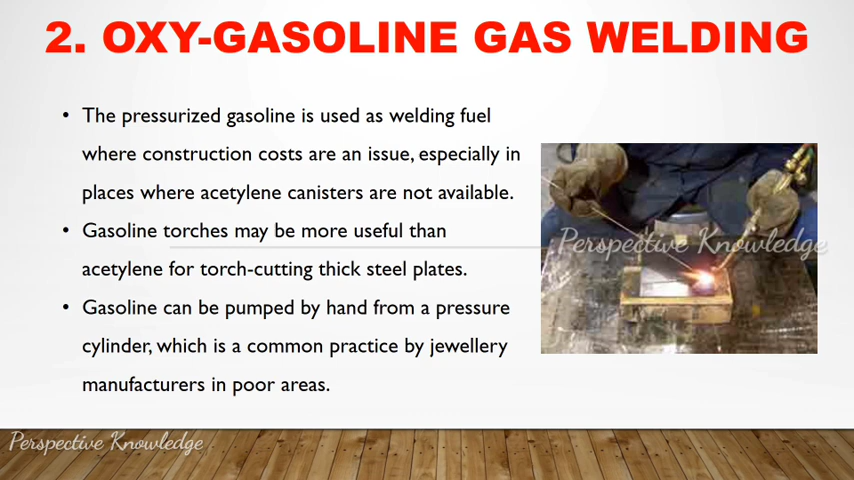 2. OXY-GASOLINE GAS WELDING
• The pressurized gasoline is used as welding fuel
where construction costs are an issue, especially in
places where acetylene canisters are not available.
• Gasoline torches may be more useful than
acetylene for torch-cutting thick steel plates.
• Gasoline can be pumped by hand from a pressure
cylinder, which is a common practice by jewellery
manufacturers in poor areas.
Perspective Knowledge
Perspective Knowledge